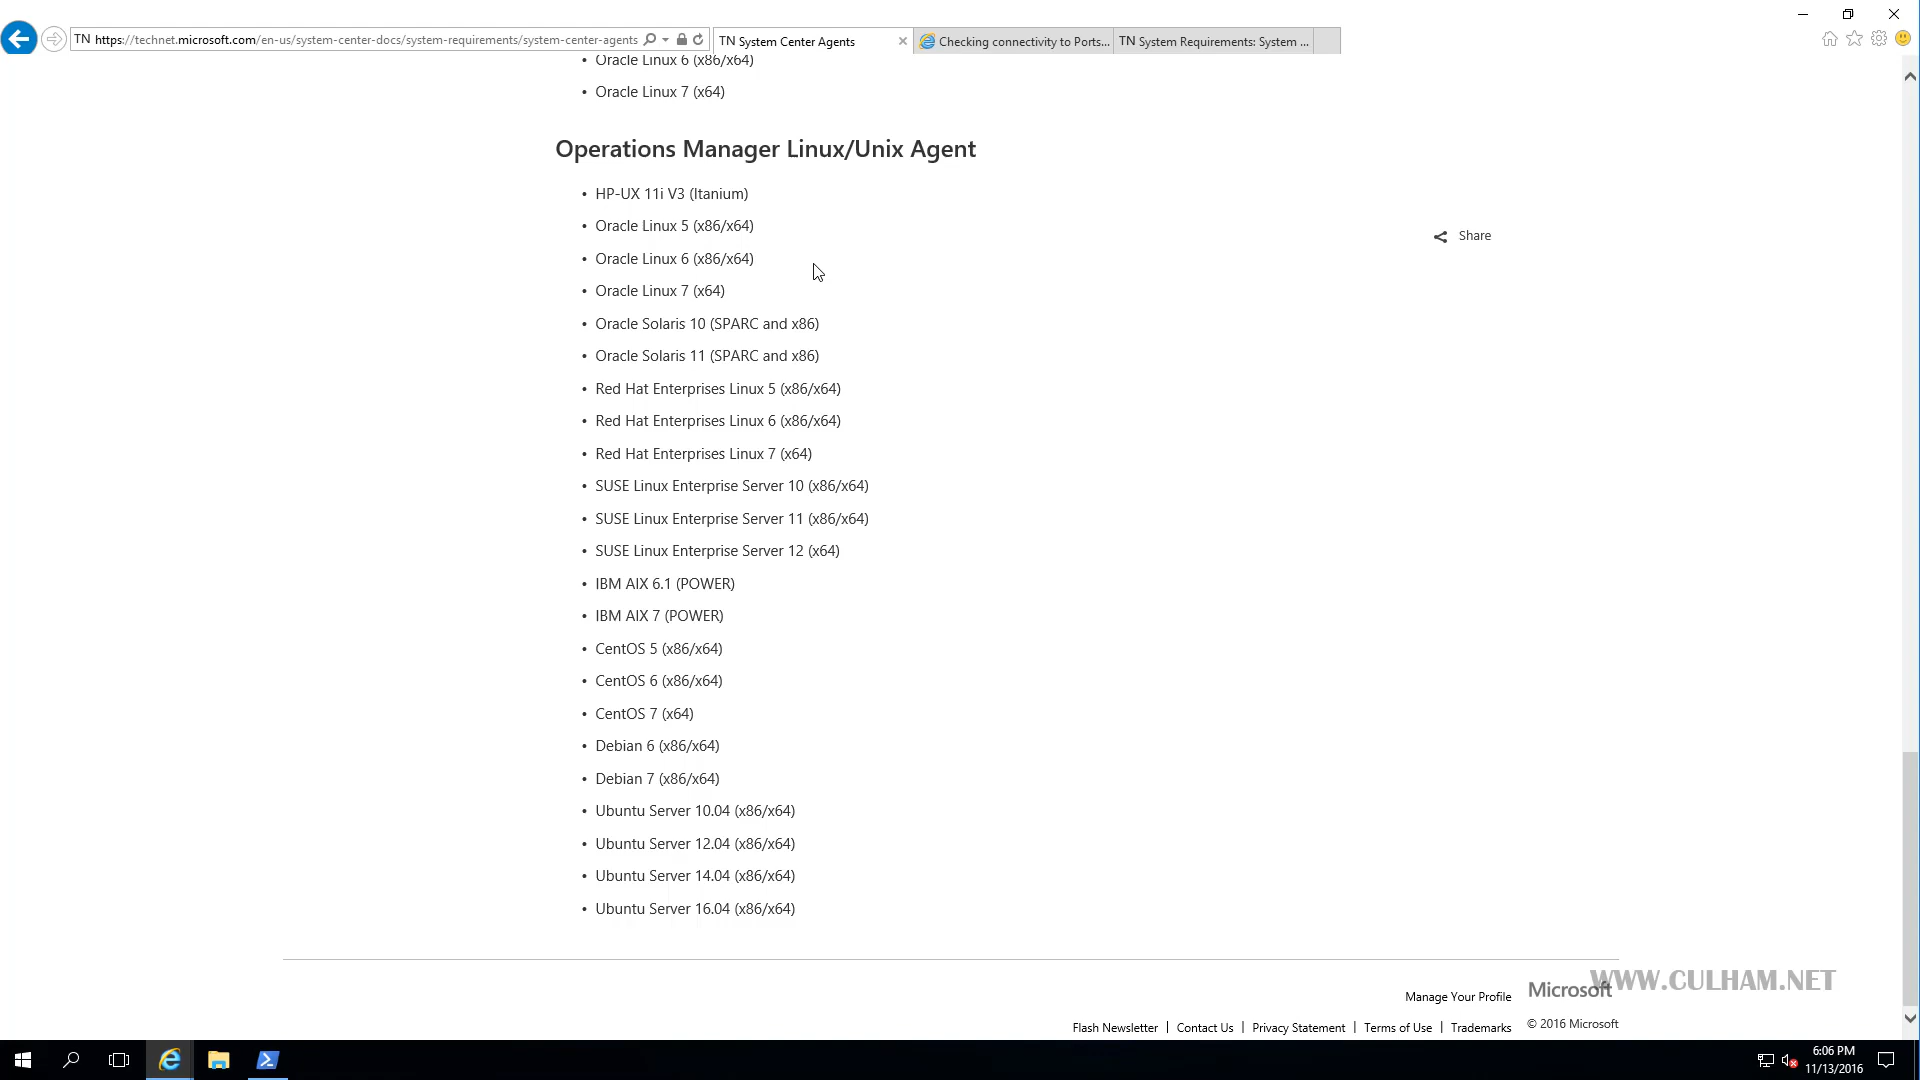 TN https://technet.microsoft.com/en-us/system-center-docs/system-requirements/system-center-agents
TN System Center Agents
Checking connectivity to Ports...
TN System Requirements: System ...
• Oracle Linux 6 (x86/x64)
• Oracle Linux 7 (x64)
Operations Manager Linux/Unix Agent
• HP-UX 11i V3 (Itanium)
• Oracle Linux 5 (x86/x64)
Share
• Oracle Linux 6 (x86/x64)
• Oracle Linux 7 (x64)
• Oracle Solaris 10 (SPARC and x86)
• Oracle Solaris 11 (SPARC and x86)
• Red Hat Enterprises Linux 5 (x86/x64)
• Red Hat Enterprises Linux 6 (x86/x64)
• Red Hat Enterprises Linux 7 (x64)
• SUSE Linux Enterprise Server 10 (x86/x64)
• SUSE Linux Enterprise Server 11 (x86/x64)
• SUSE Linux Enterprise Server 12 (x64)
• IBM AIX 6.1 (POWER)
• IBM AIX 7 (POWER)
• CentOS 5 (x86/x64)
• CentOS 6 (x86/x64)
• CentOS 7 (x64)
• Debian 6 (x86/x64)
• Debian 7 (x86/x64)
• Ubuntu Server 10.04 (x86/x64)
• Ubuntu Server 12.04 (x86/x64)
• Ubuntu Server 14.04 (x86/x64)
• Ubuntu Server 16.04 (x86/x64)
WWW.CULHAM.NET
Manage Your Profile
Microsoft
Flash Newsletter | Contact Us | Privacy Statement | Terms of Use | Trademarks
© 2016 Microsoft
6:06 PM
11/13/2016